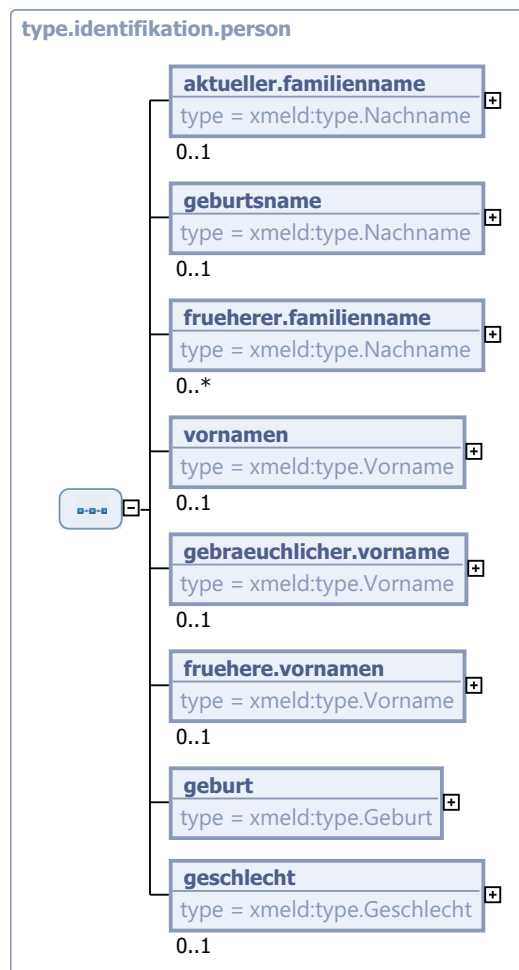 type.identifikation.person
aktueller.familienname
type = xmeld:type.Nachname
0..1
geburtsname
type = xmeld:type.Nachname
0..1
frueherer.familienname
type = xmeld:type.Nachname
0..*
vornamen
type = xmeld:type.Vorname
0..1
gebraeuchlicher.vorname
type = xmeld:type.Vorname
0..1
fruehere.vornamen
type = xmeld:type.Vorname
0..1
geburt
type = xmeld:type.Geburt
geschlecht
type = xmeld:type.Geschlecht
0..1